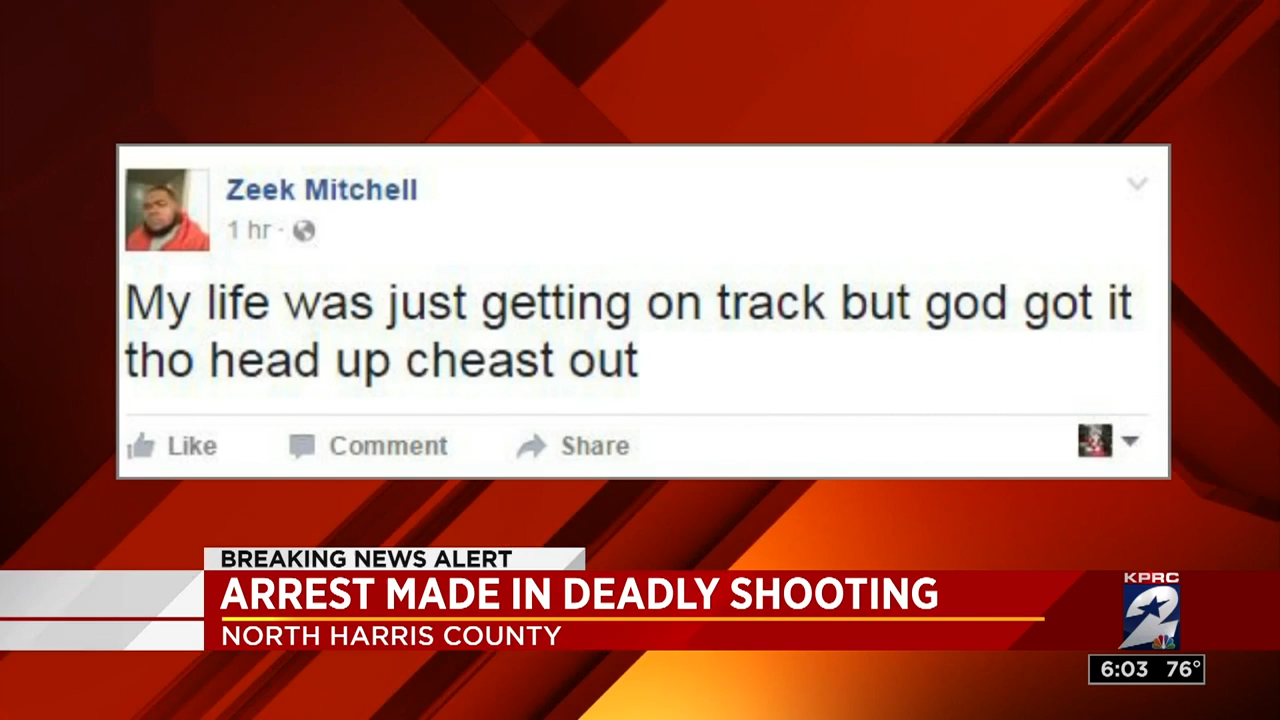 Zeek Mitchell
1 hr ·
My life was just getting on track but god got it
tho head up cheast out
Like Comment Share
BREAKING NEWS ALERT
ARREST MADE IN DEADLY SHOOTING
NORTH HARRIS COUNTY
KPRC
2
6:03 76°